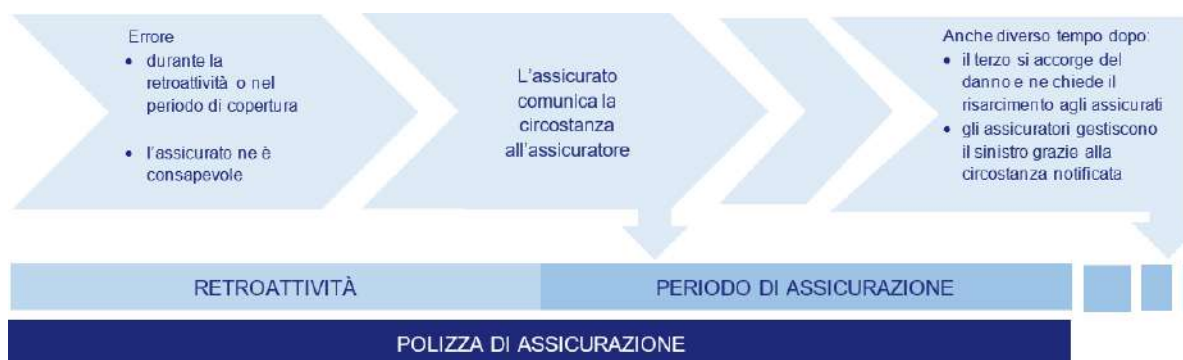 Errore
• durante la
retroattività o nel
periodo di copertura
• l'assicurato ne è
consapevole
L'assicurato
comunica la
circostanza
all'assicuratore
Anche diverso tempo dopo:
• il terzo si accorge del
danno e ne chiede il
risarcimento agli assicurati
• gli assicuratori gestiscono
il sinistro grazie alla
circostanza notificata
RETROATTIVITÀ
PERIODO DI ASSICURAZIONE
POLIZZA DI ASSICURAZIONE